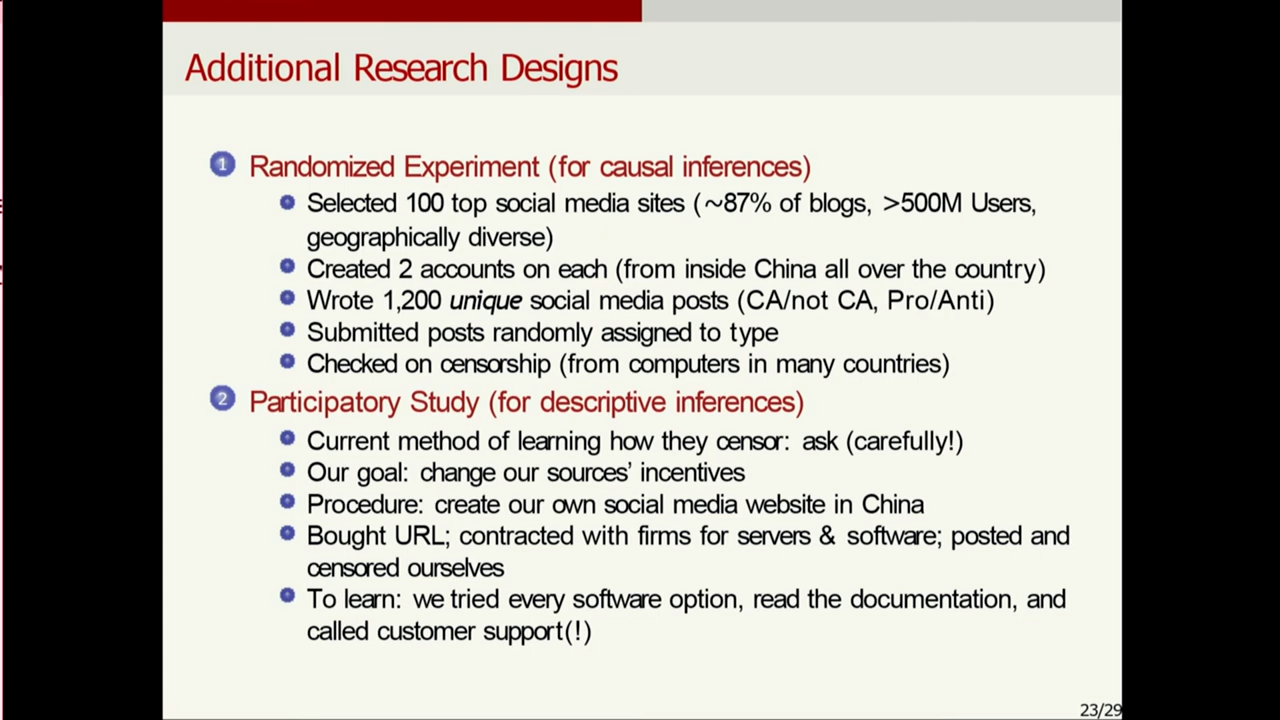 Additional Research Designs
1 Randomized Experiment (for causal inferences)
Selected 100 top social media sites (~87% of blogs, >500M Users,
geographically diverse)
Created 2 accounts on each (from inside China all over the country)
Wrote 1,200 unique social media posts (CA/not CA, Pro/Anti)
Submitted posts randomly assigned to type
Checked on censorship (from computers in many countries)
2 Participatory Study (for descriptive inferences)
Current method of learning how they censor: ask (carefully!)
Our goal: change our sources' incentives
Procedure: create our own social media website in China
Bought URL; contracted with firms for servers & software; posted and
censored ourselves
To learn: we tried every software option, read the documentation, and
called customer support(!)
23/29